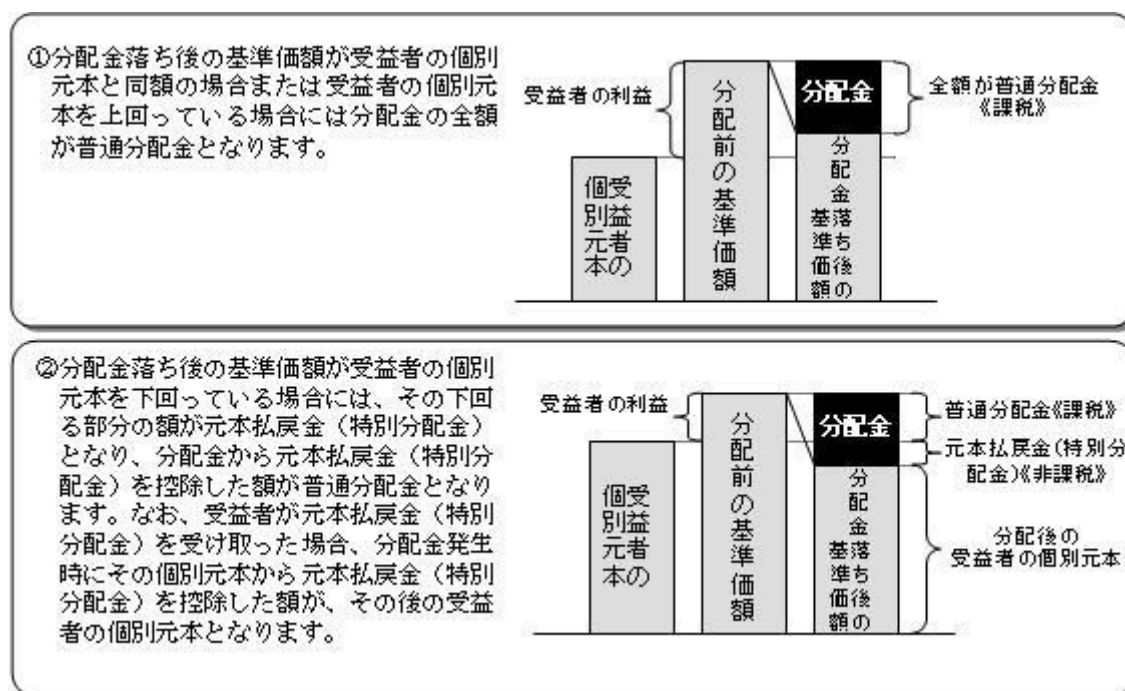 ①分配金落ち後の基準価額が受益者の個別
元本と同額の場合または受益者の個別元
本を上回っている場合には分配金の全額
が普通分配金となります。
受益者の利益
受益者の
個別元本
分配前の基準価額
分配金
分配金落ち後の
基準価額
全額が普通分配金
《課税》
②分配金落ち後の基準価額が受益者の個別
元本を下回っている場合には、その下回
る部分の額が元本払戻金（特別分配金）
となり、分配金から元本払戻金（特別分
配金）を控除した額が普通分配金となり
ます。なお、受益者が元本払戻金（特別
分配金）を受け取った場合、分配金発生
時にその個別元本から元本払戻金（特別
分配金）を控除した額が、その後の受益
者の個別元本となります。
受益者の利益
受益者の
個別元本
分配前の基準価額
分配金
分配金落ち後の
基準価額
普通分配金《課税》
元本払戻金(特別分
配金)《非課税》
分配後の
受益者の個別元本